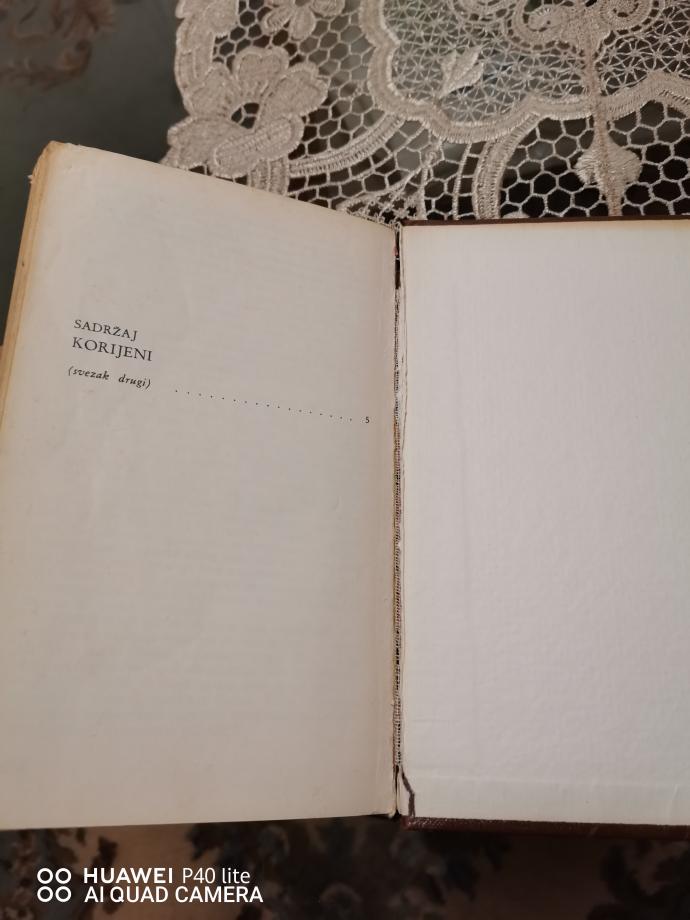 SADRŽAJ
KORIJENI
(svezak drugi) . . . . . . . . . . . . . . . . . 5
HUAWEI P40 lite
AI QUAD CAMERA